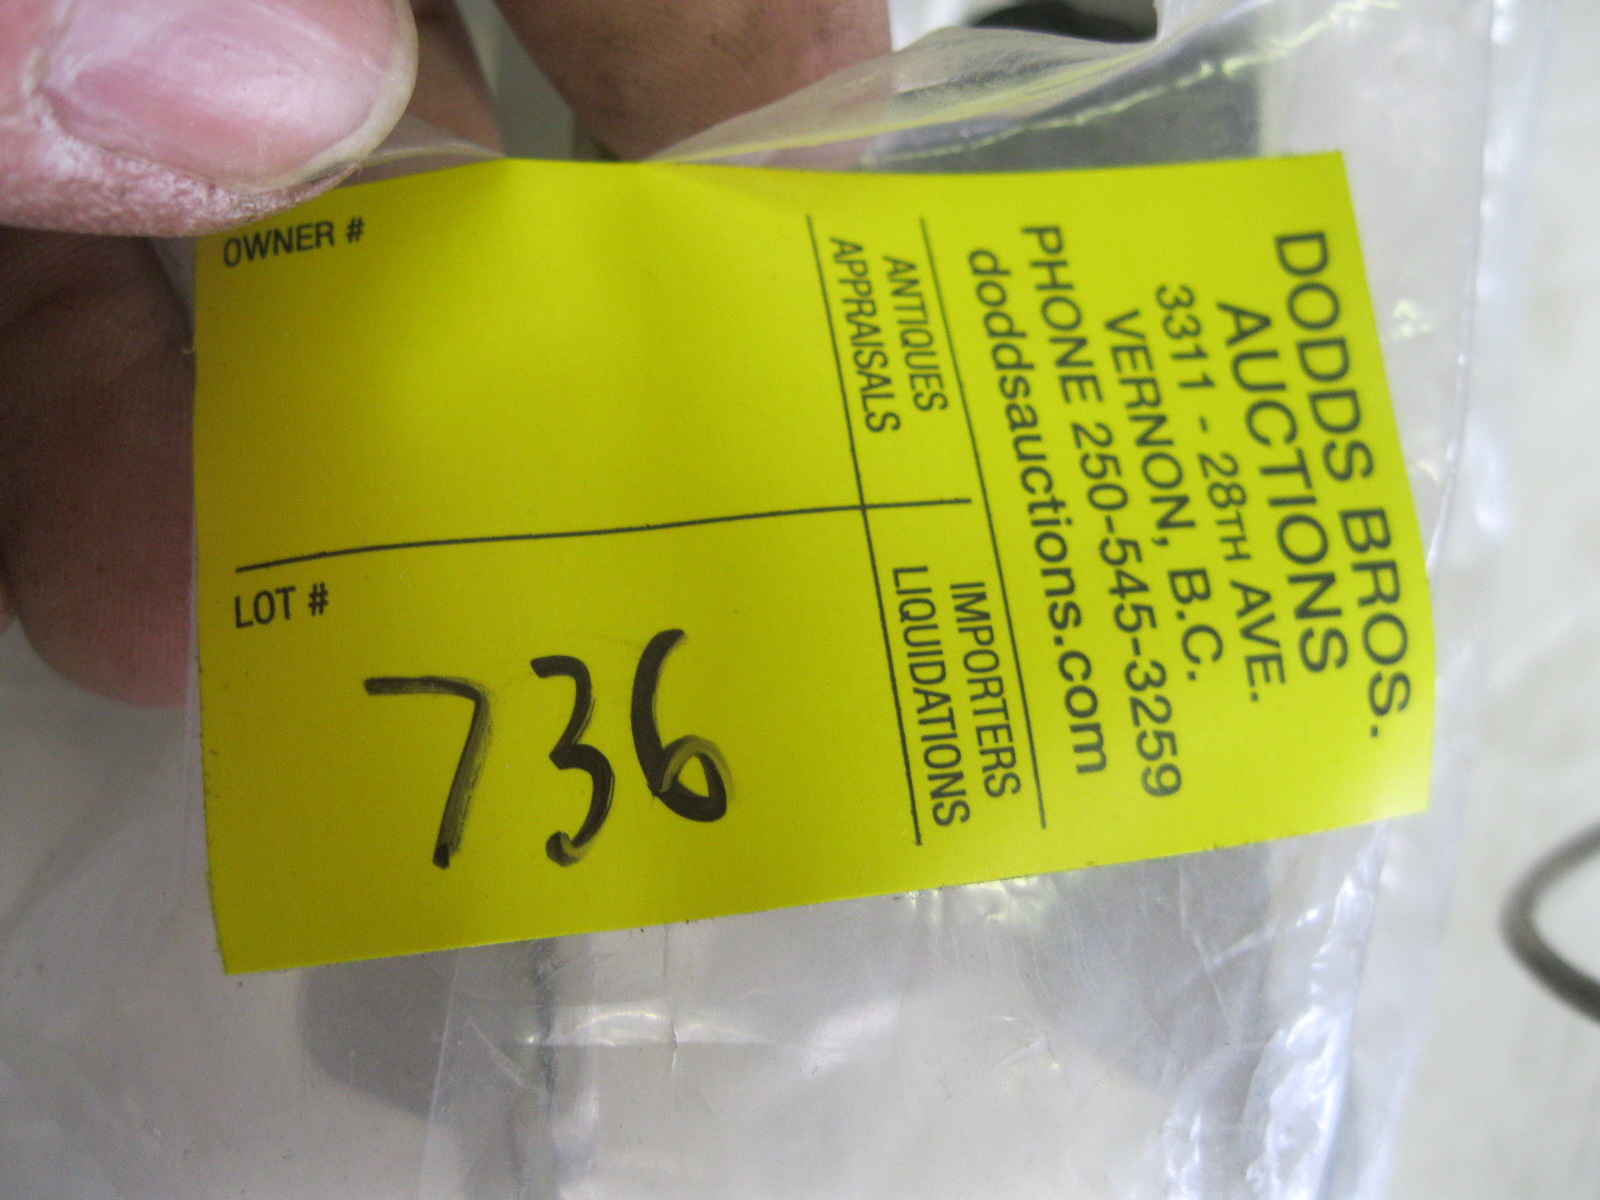 DODDS BROS.
AUCTIONS
3311 - 28TH AVE.
VERNON, B.C.
PHONE 250-545-3259
doddsauctions.com
ANTIQUES
APPRAISALS
IMPORTERS
LIQUIDATIONS
OWNER #
LOT #
736